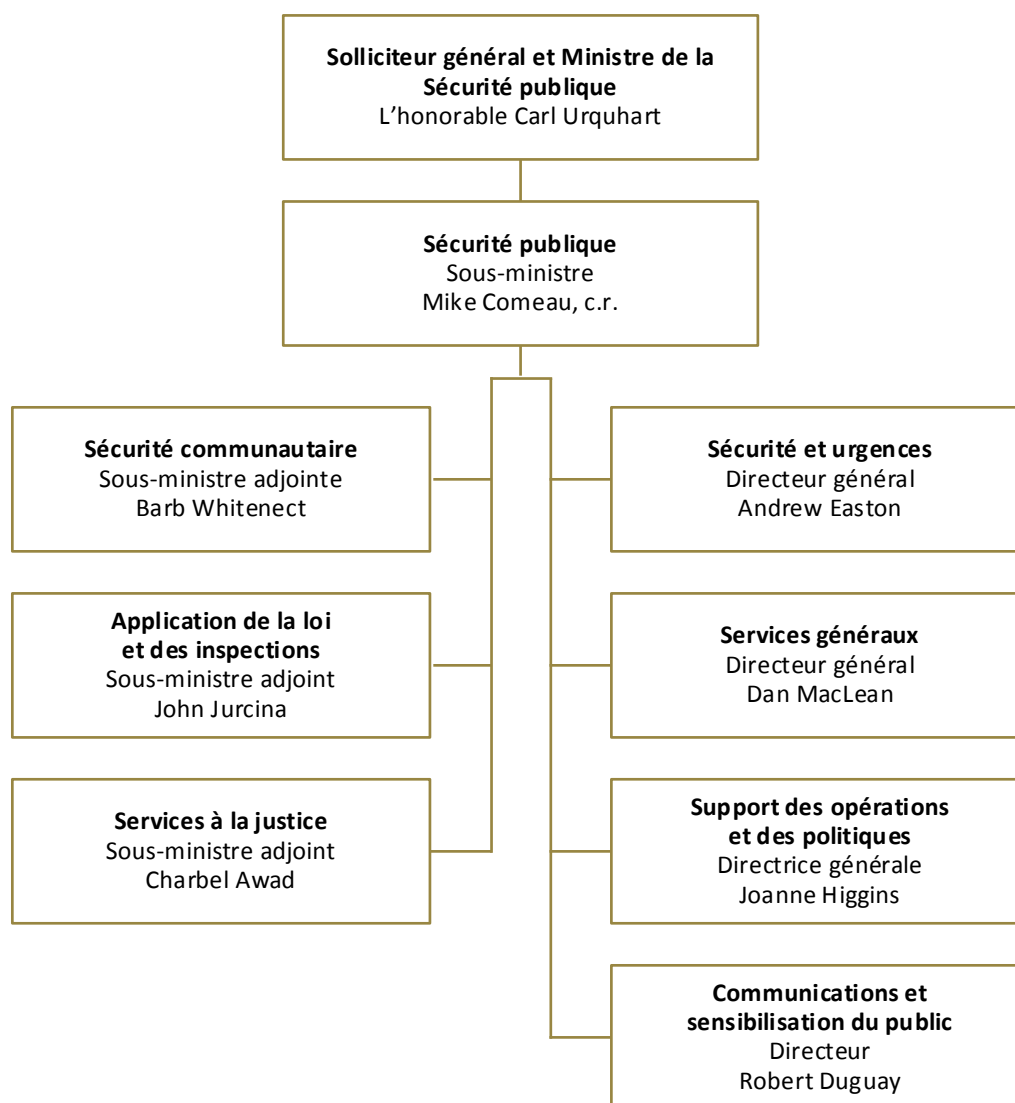 Solliciteur général et Ministre de la
Sécurité publique
L’honorable Carl Urquhart
Sécurité publique
Sous-ministre
Mike Comeau, c.r.
Sécurité communautaire
Sous-ministre adjointe
Barb Whitenect
Application de la loi
et des inspections
Sous-ministre adjoint
John Jurcina
Services à la justice
Sous-ministre adjoint
Charbel Awad
Sécurité et urgences
Directeur général
Andrew Easton
Services généraux
Directeur général
Dan MacLean
Support des opérations
et des politiques
Directrice générale
Joanne Higgins
Communications et
sensibilisation du public
Directeur
Robert Duguay